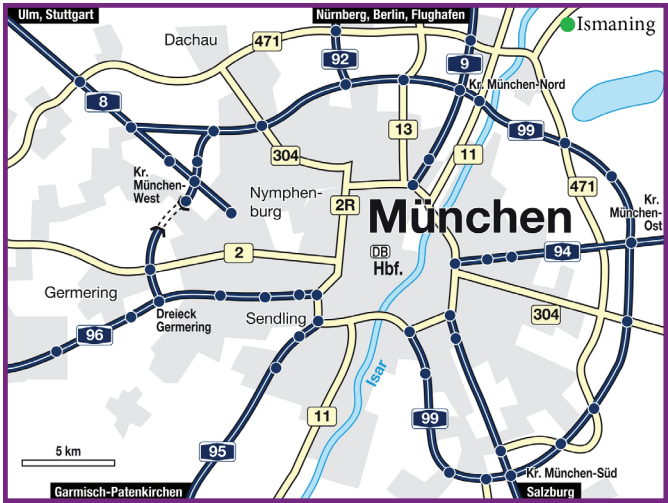 Ulm, Stuttgart
Nürnberg, Berlin, Flughafen
Ismaning
Dachau
471
92
9
Kr. München-Nord
8
99
13
304
11
Kr.
München-
West
471
Nymphen-
burg
2R
Kr.
München-
Ost
München
DB
Hbf.
2
94
Germering
Sendling
304
Dreieck
Germering
96
Isar
11
99
95
5 km
Kr. München-Süd
Garmisch-Patenkirchen
Salzburg